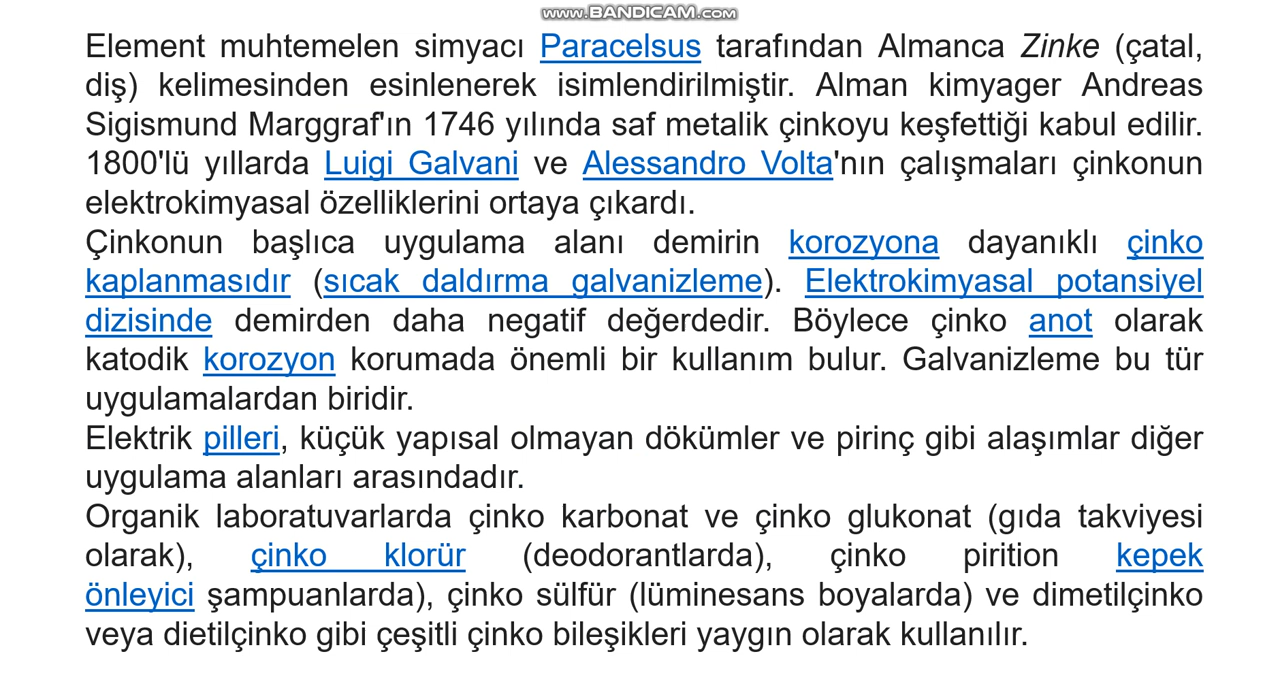 www.BANDICAM.com
Element muhtemelen simyacı Paracelsus tarafından Almanca Zinke (çatal,
diş) kelimesinden esinlenerek isimlendirilmiştir. Alman kimyager Andreas
Sigismund Marggraf'ın 1746 yılında saf metalik çinkoyu keşfettiği kabul edilir.
1800'lü yıllarda Luigi Galvani ve Alessandro Volta'nın çalışmaları çinkonun
elektrokimyasal özelliklerini ortaya çıkardı.
Çinkonun başlıca uygulama alanı demirin korozyona dayanıklı çinko
kaplanmasıdır (sıcak daldırma galvanizleme). Elektrokimyasal potansiyel
dizisinde demirden daha negatif değerdedir. Böylece çinko anot olarak
katodik korozyon korumada önemli bir kullanım bulur. Galvanizleme bu tür
uygulamalardan biridir.
Elektrik pilleri, küçük yapısal olmayan dökümler ve pirinç gibi alaşımlar diğer
uygulama alanları arasındadır.
Organik laboratuvarlarda çinko karbonat ve çinko glukonat (gıda takviyesi
olarak), çinko klorür (deodorantlarda), çinko pirition kepek
önleyici şampuanlarda), çinko sülfür (lüminesans boyalarda) ve dimetilçinko
veya dietilçinko gibi çeşitli çinko bileşikleri yaygın olarak kullanılır.